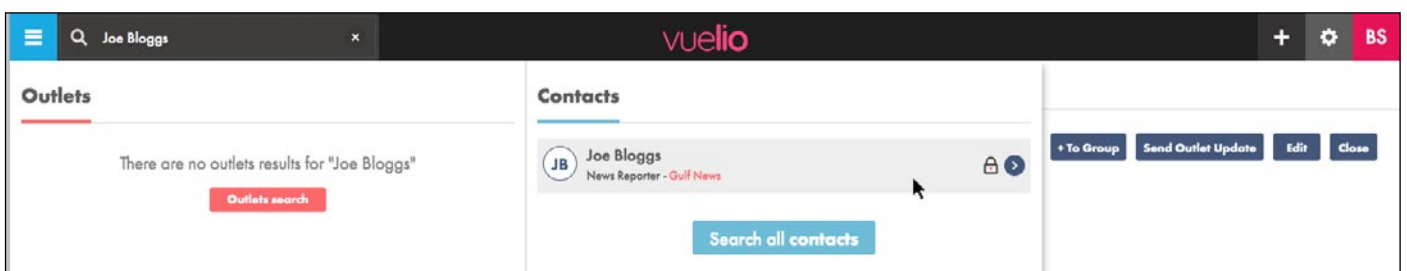 Joe Bloggs ×
vuelio
+
BS
Outlets
There are no outlets results for "Joe Bloggs"
Outlets search
Contacts
JB
Joe Bloggs
News Reporter - Gulf News
Search all contacts
+ To Group Send Outlet Update Edit Close